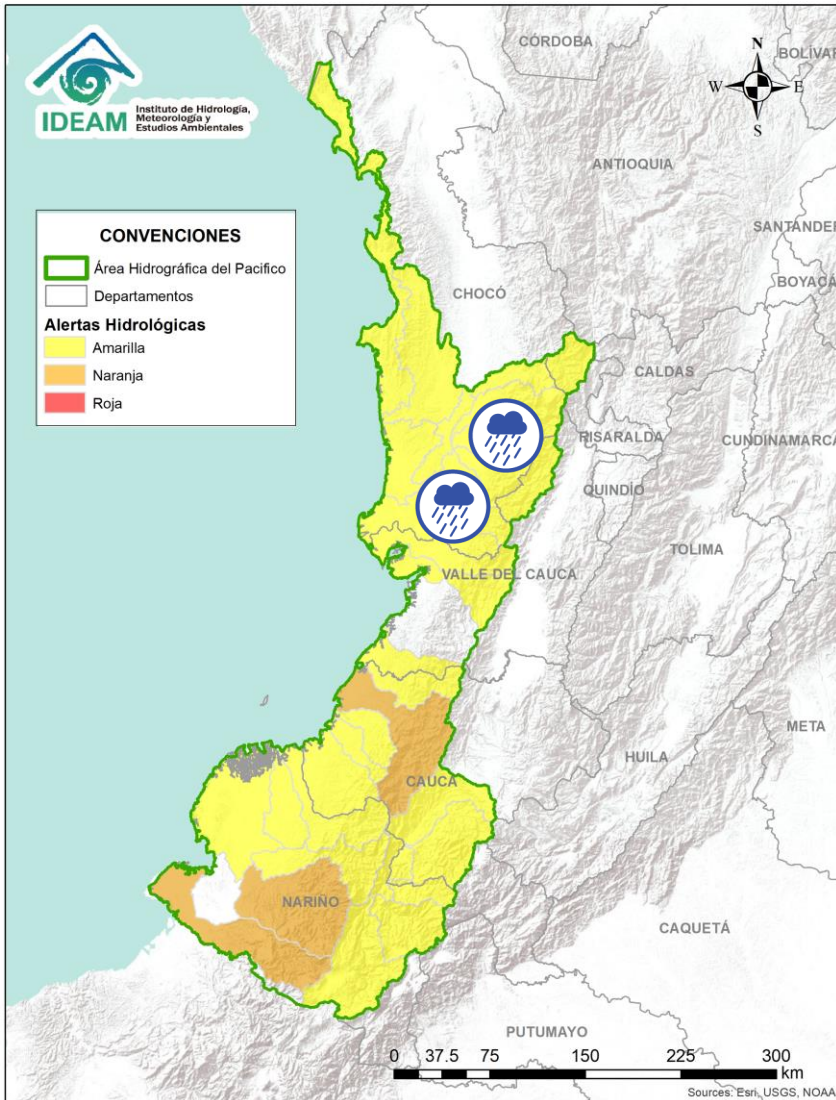 IDEAM
Instituto de Hidrología,
Meteorología y
Estudios Ambientales
N
W
E
S
CÓRDOBA
BOLÍVAR
ANTIOQUIA
SANTANDER
BOYACÁ
CHOCÓ
CALDAS
RISARALDA
CUNDINAMARCA
QUINDÍO
TOLIMA
VALLE DEL CAUCA
META
HUILA
CAUCA
NARIÑO
CAQUETÁ
PUTUMAYO
CONVENCIONES
Área Hidrográfica del Pacifico
Departamentos
Alertas Hidrológicas
Amarilla
Naranja
Roja
0 37.5 75 150 225 300
km
Sources: Esri, USGS, NOAA